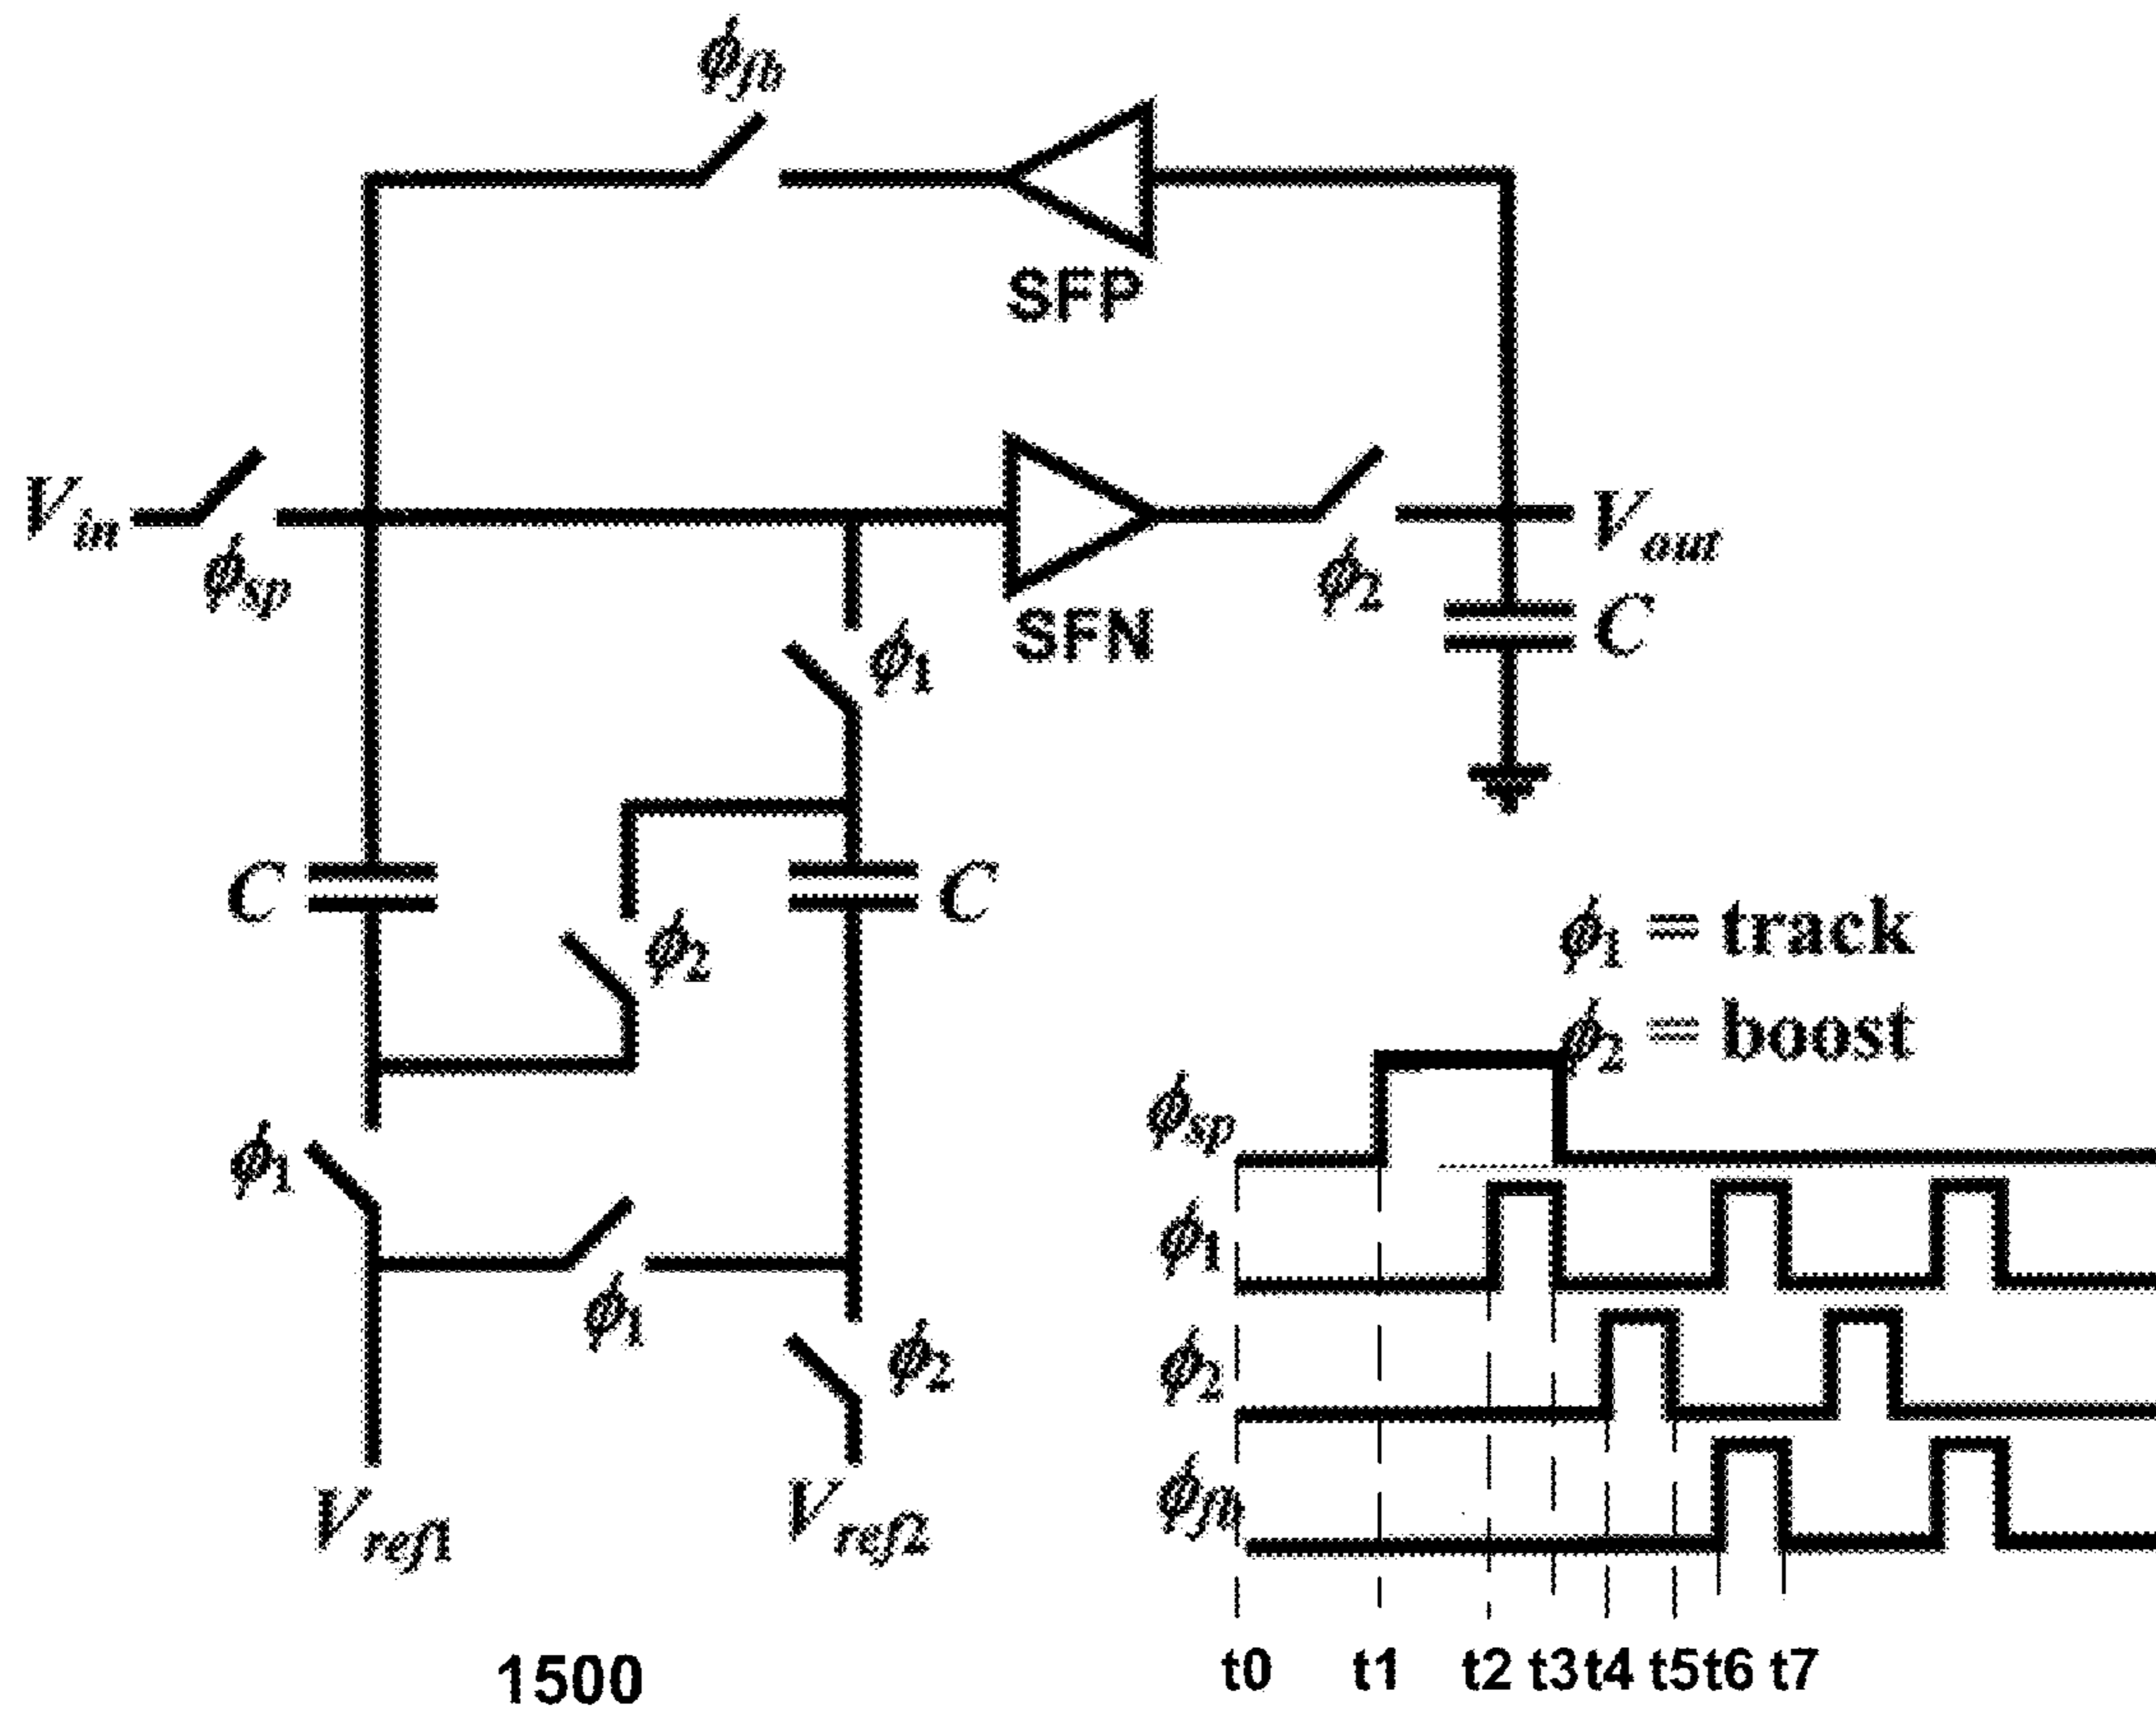 ϕfb
SFP
Vin
ϕsp
SFN
ϕ2
Vout
C
ϕ1
C
ϕ2
C
ϕ1
ϕ1
ϕ2
Vref1
Vref2
1500
ϕ1 = track
ϕ2 = boost
ϕsp
ϕ1
ϕ2
ϕfb
t0 t1 t2 t3 t4 t5 t6 t7